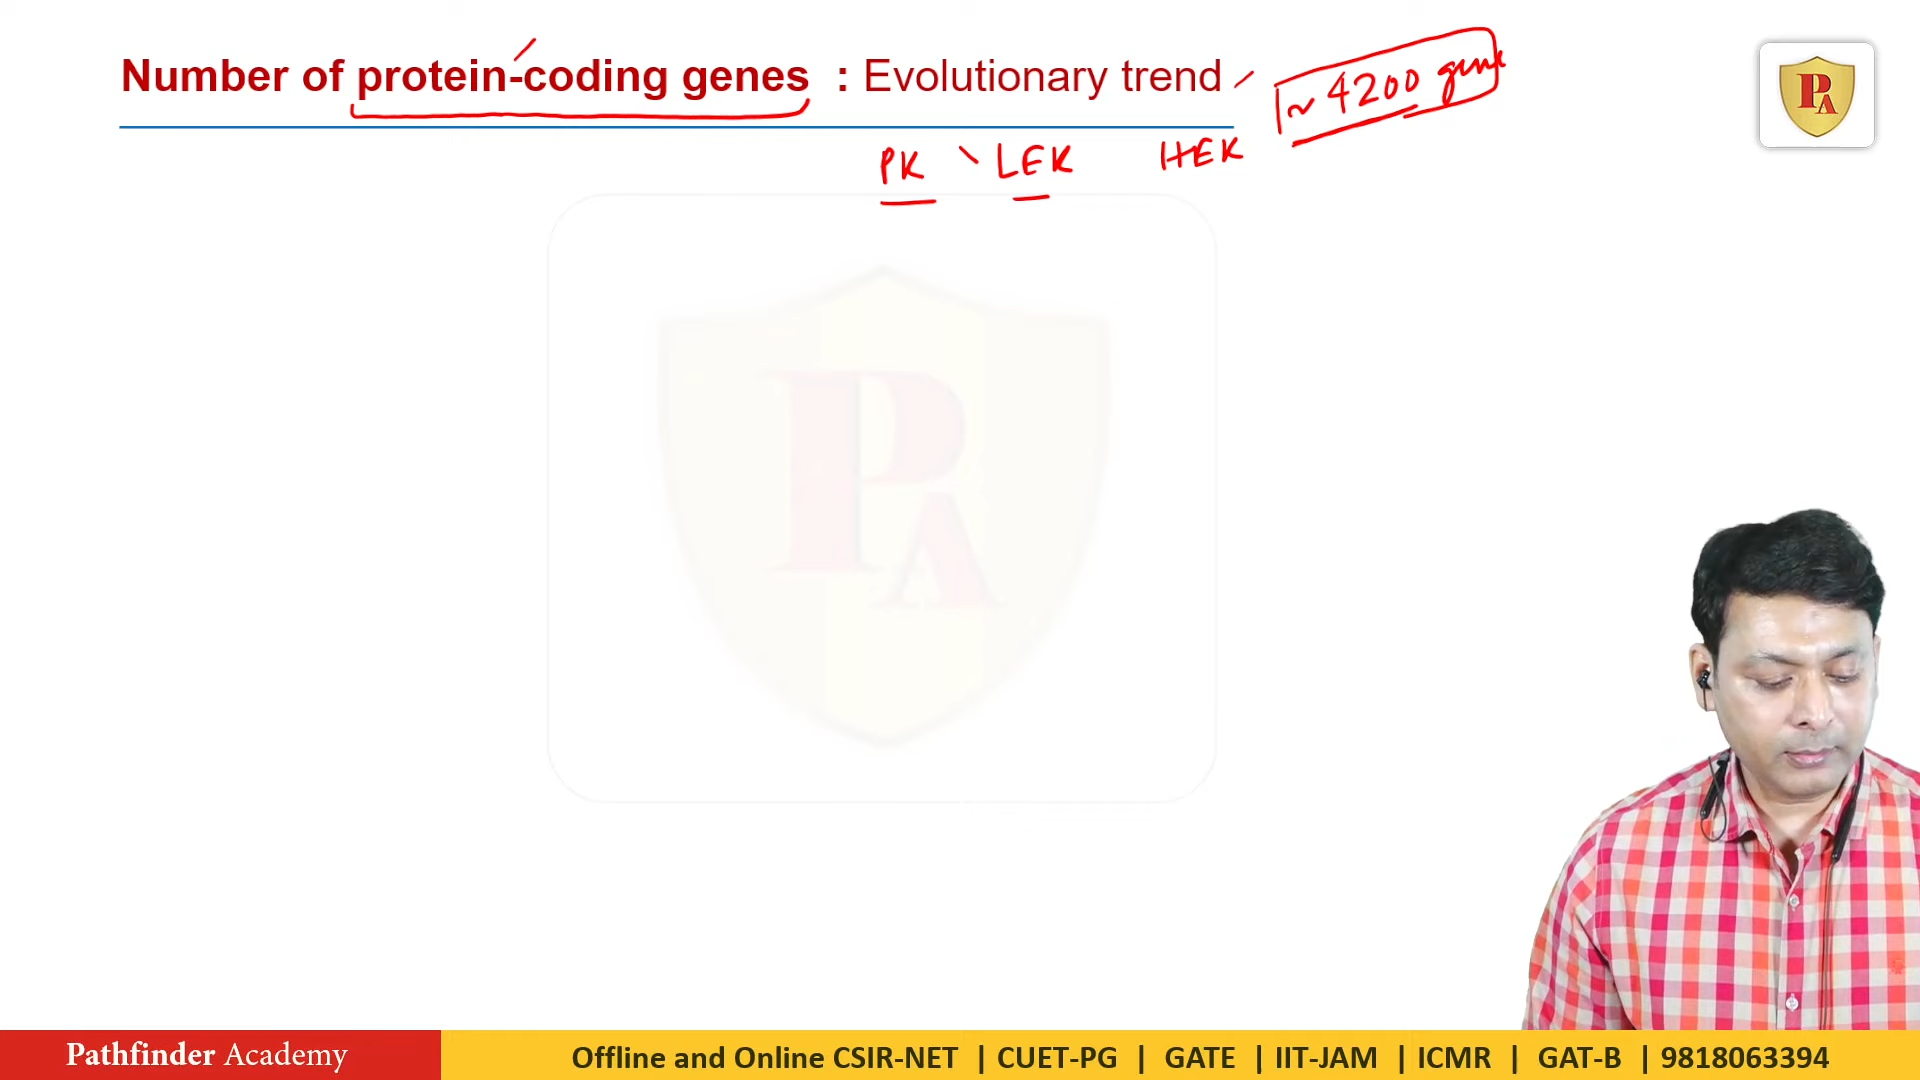 Number of protein-coding genes : Evolutionary trend
~ 4200 gene
PK LEK HEK
PA
PA
Pathfinder Academy
Offline and Online CSIR-NET | CUET-PG | GATE | IIT-JAM | ICMR | GAT-B | 9818063394